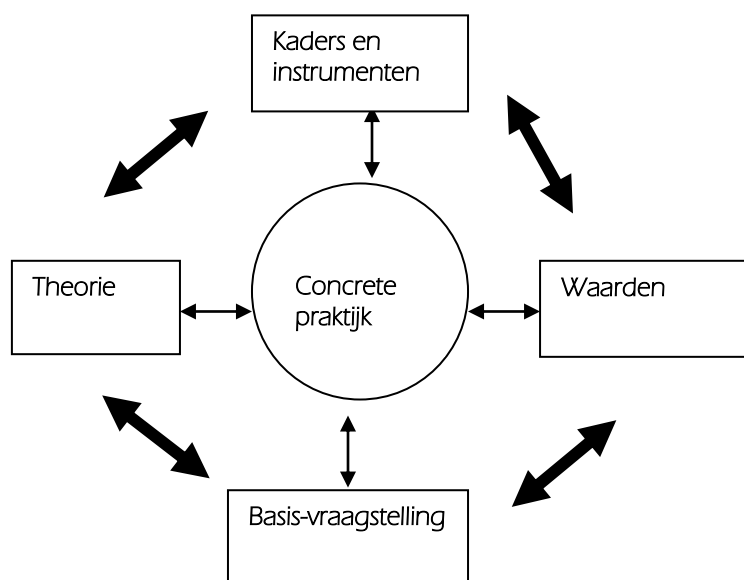 Kaders en
instrumenten
Theorie
Concrete
praktijk
Waarden
Basis-vraagstelling